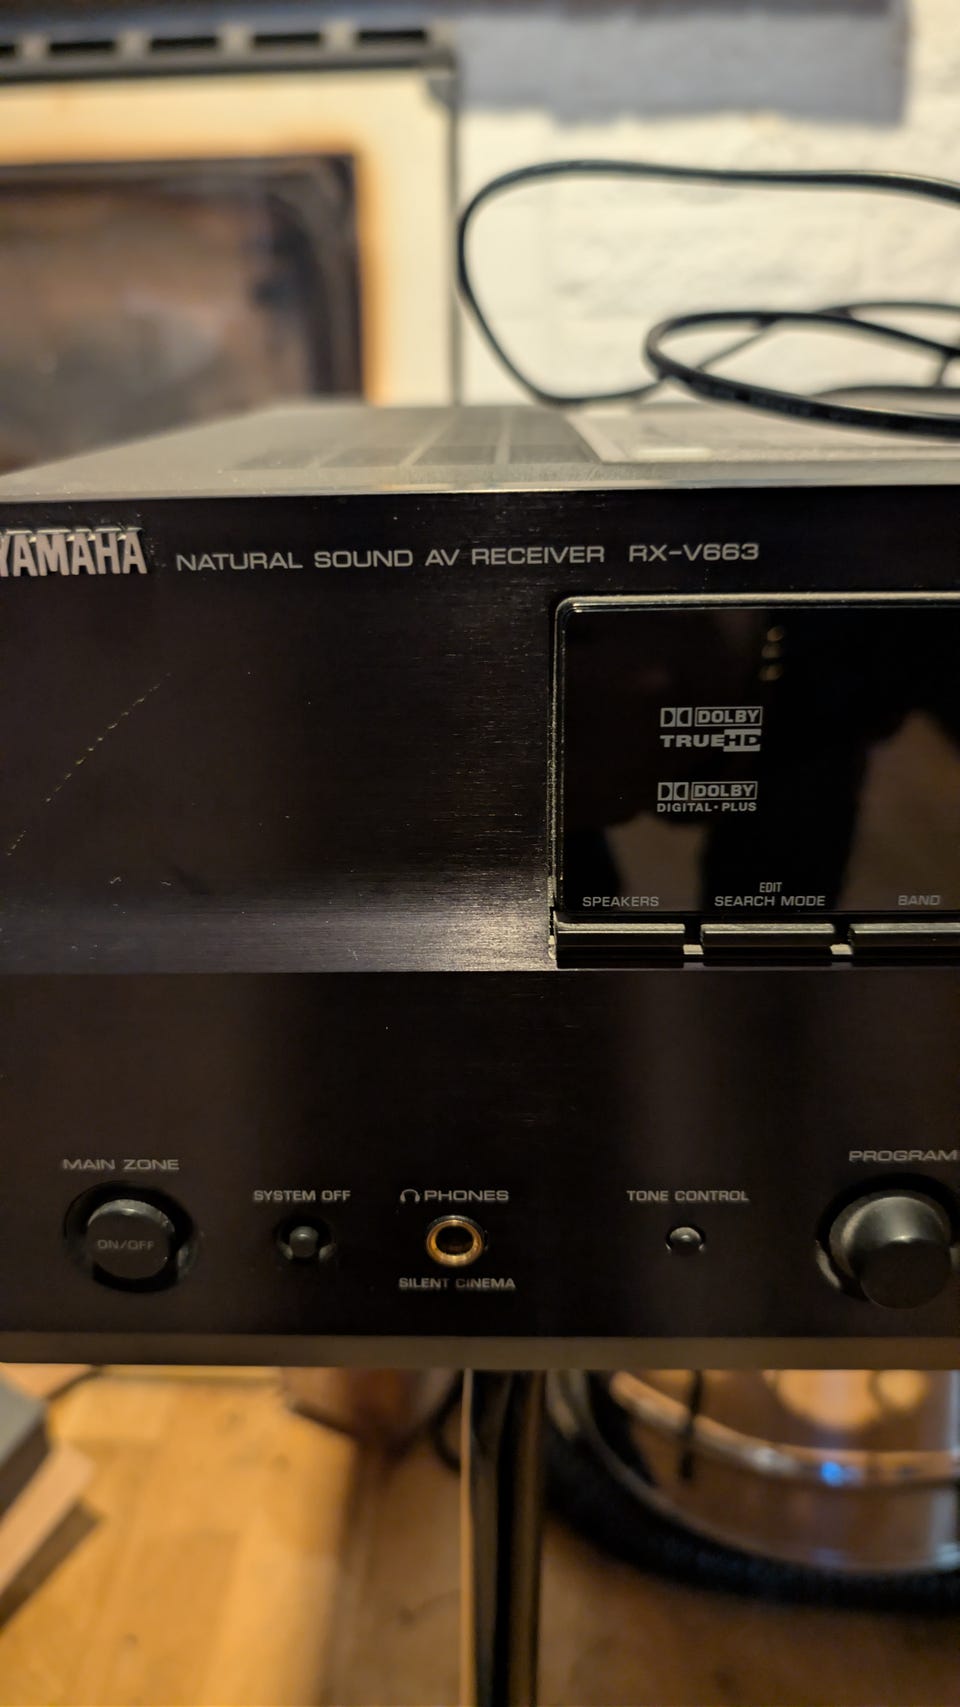 YAMAHA NATURAL SOUND AV RECEIVER RX-V663
DOLBY
TRUEHD
DOLBY
DIGITAL·PLUS
EDIT
SPEAKERS SEARCH MODE BAND
MAIN ZONE PROGRAM
SYSTEM OFF PHONES TONE CONTROL
ON/OFF
SILENT CINEMA